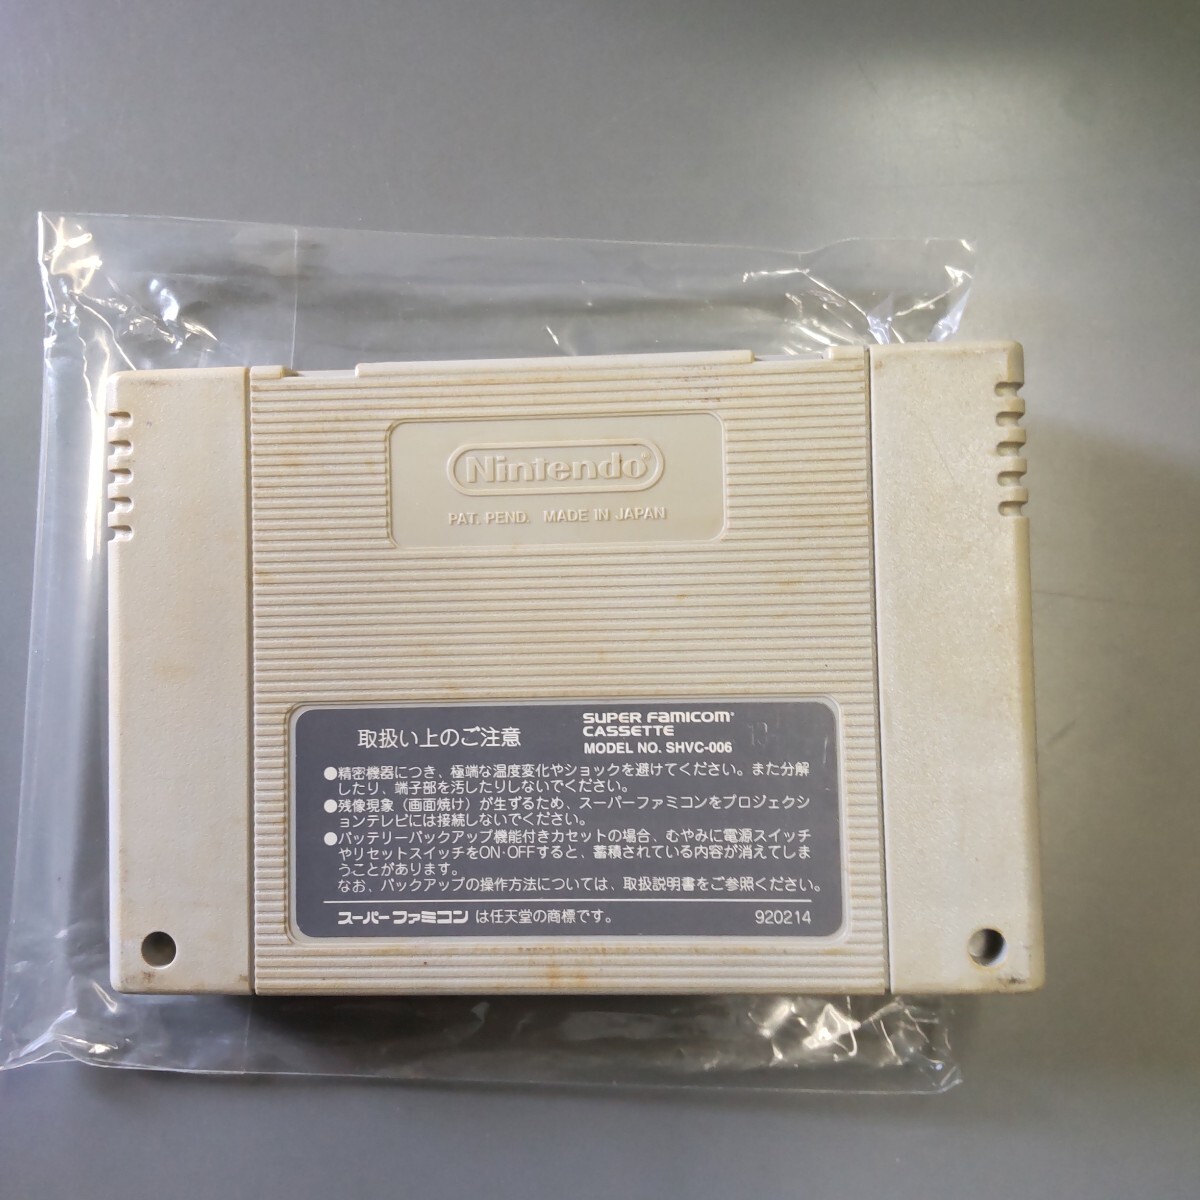 Nintendo®
PAT. PEND. MADE IN JAPAN
取扱い上のご注意
SUPER FAMICOM
CASSETTE
MODEL NO. SHVC-006
●精密機器につき、極端な温度変化やショックを避けてください。また分解
したり、端子部を汚したりしないでください。
●残像現象（画面焼け）が生ずるため、スーパーファミコンをプロジェクシ
ョンテレビには接続しないでください。
●バッテリーバックアップ機能付きカセットの場合、むやみに電源スイッチ
やリセットスイッチをON·OFFすると、蓄積されている内容が消えてしま
うことがあります。
なお、バックアップの操作方法については、取扱説明書をご参照ください。
スーパーファミコン は任天堂の商標です。 920214